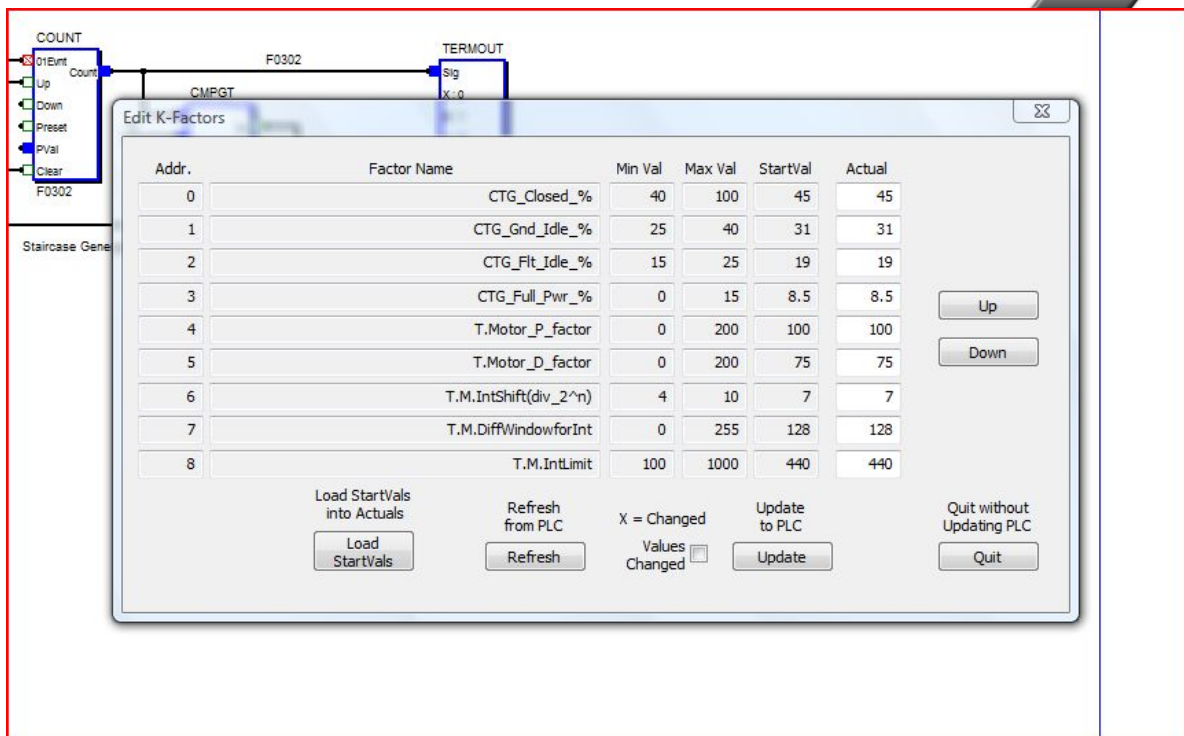 COUNT
01Evnt
Count
Up
Down
Preset
PVal
Clear
F0302
F0302
TERMOUT
Sig
X : 0
CMPGT
Staircase Gene
Edit K-Factors
Addr. Factor Name Min Val Max Val StartVal Actual
0 CTG_Closed_% 40 100 45 45
1 CTG_Gnd_Idle_% 25 40 31 31
2 CTG_Flt_Idle_% 15 25 19 19
3 CTG_Full_Pwr_% 0 15 8.5 8.5
4 T.Motor_P_factor 0 200 100 100
5 T.Motor_D_factor 0 200 75 75
6 T.M.IntShift(div_2^n) 4 10 7 7
7 T.M.DiffWindowforInt 0 255 128 128
8 T.M.IntLimit 100 1000 440 440
Up
Down
Load StartVals
into Actuals
Load
StartVals
Refresh
from PLC
Refresh
X = Changed
Values
Changed
Update
to PLC
Update
Quit without
Updating PLC
Quit